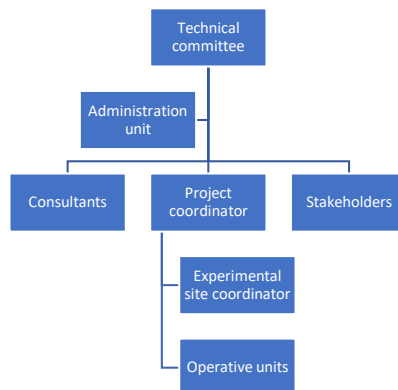 Technical
committee
Administration
unit
Consultants
Project
coordinator
Stakeholders
Experimental
site coordinator
Operative units